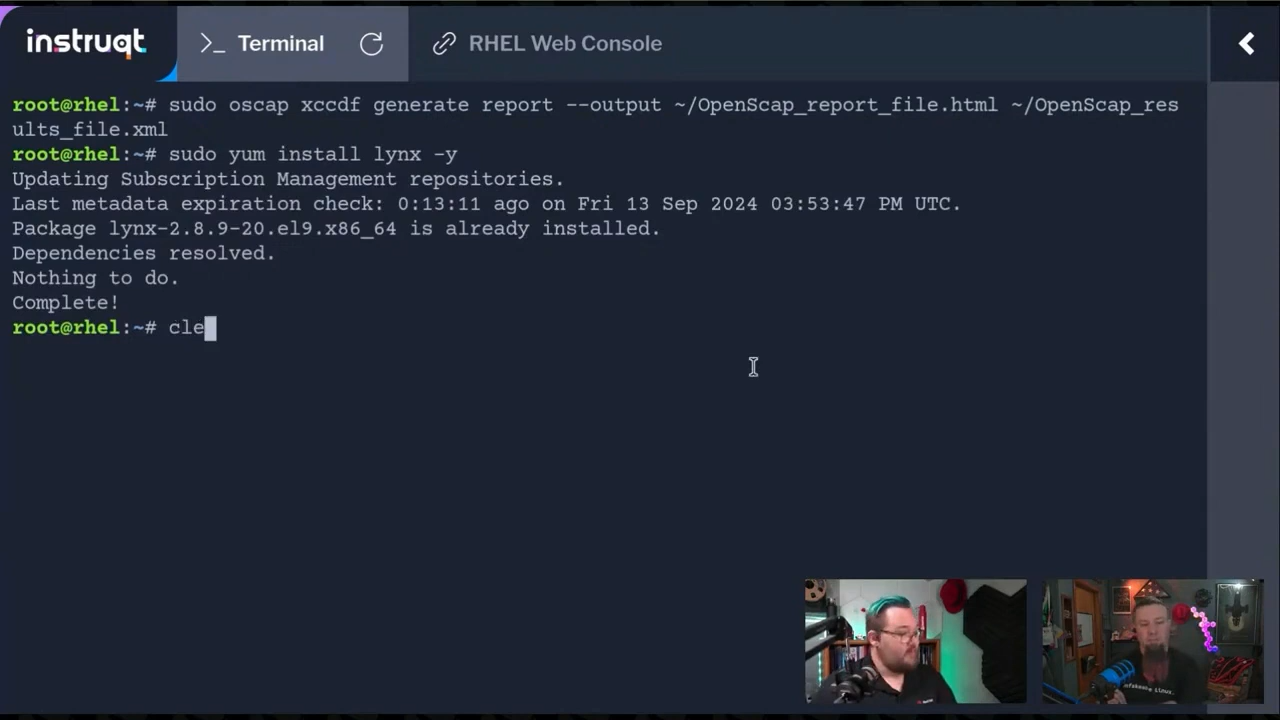 instruqt
>_ Terminal
RHEL Web Console
root@rhel:~# sudo oscap xccdf generate report --output ~/OpenScap_report_file.html ~/OpenScap_res
ults_file.xml
root@rhel:~# sudo yum install lynx -y
Updating Subscription Management repositories.
Last metadata expiration check: 0:13:11 ago on Fri 13 Sep 2024 03:53:47 PM UTC.
Package lynx-2.8.9-20.el9.x86_64 is already installed.
Dependencies resolved.
Nothing to do.
Complete!
root@rhel:~# cle